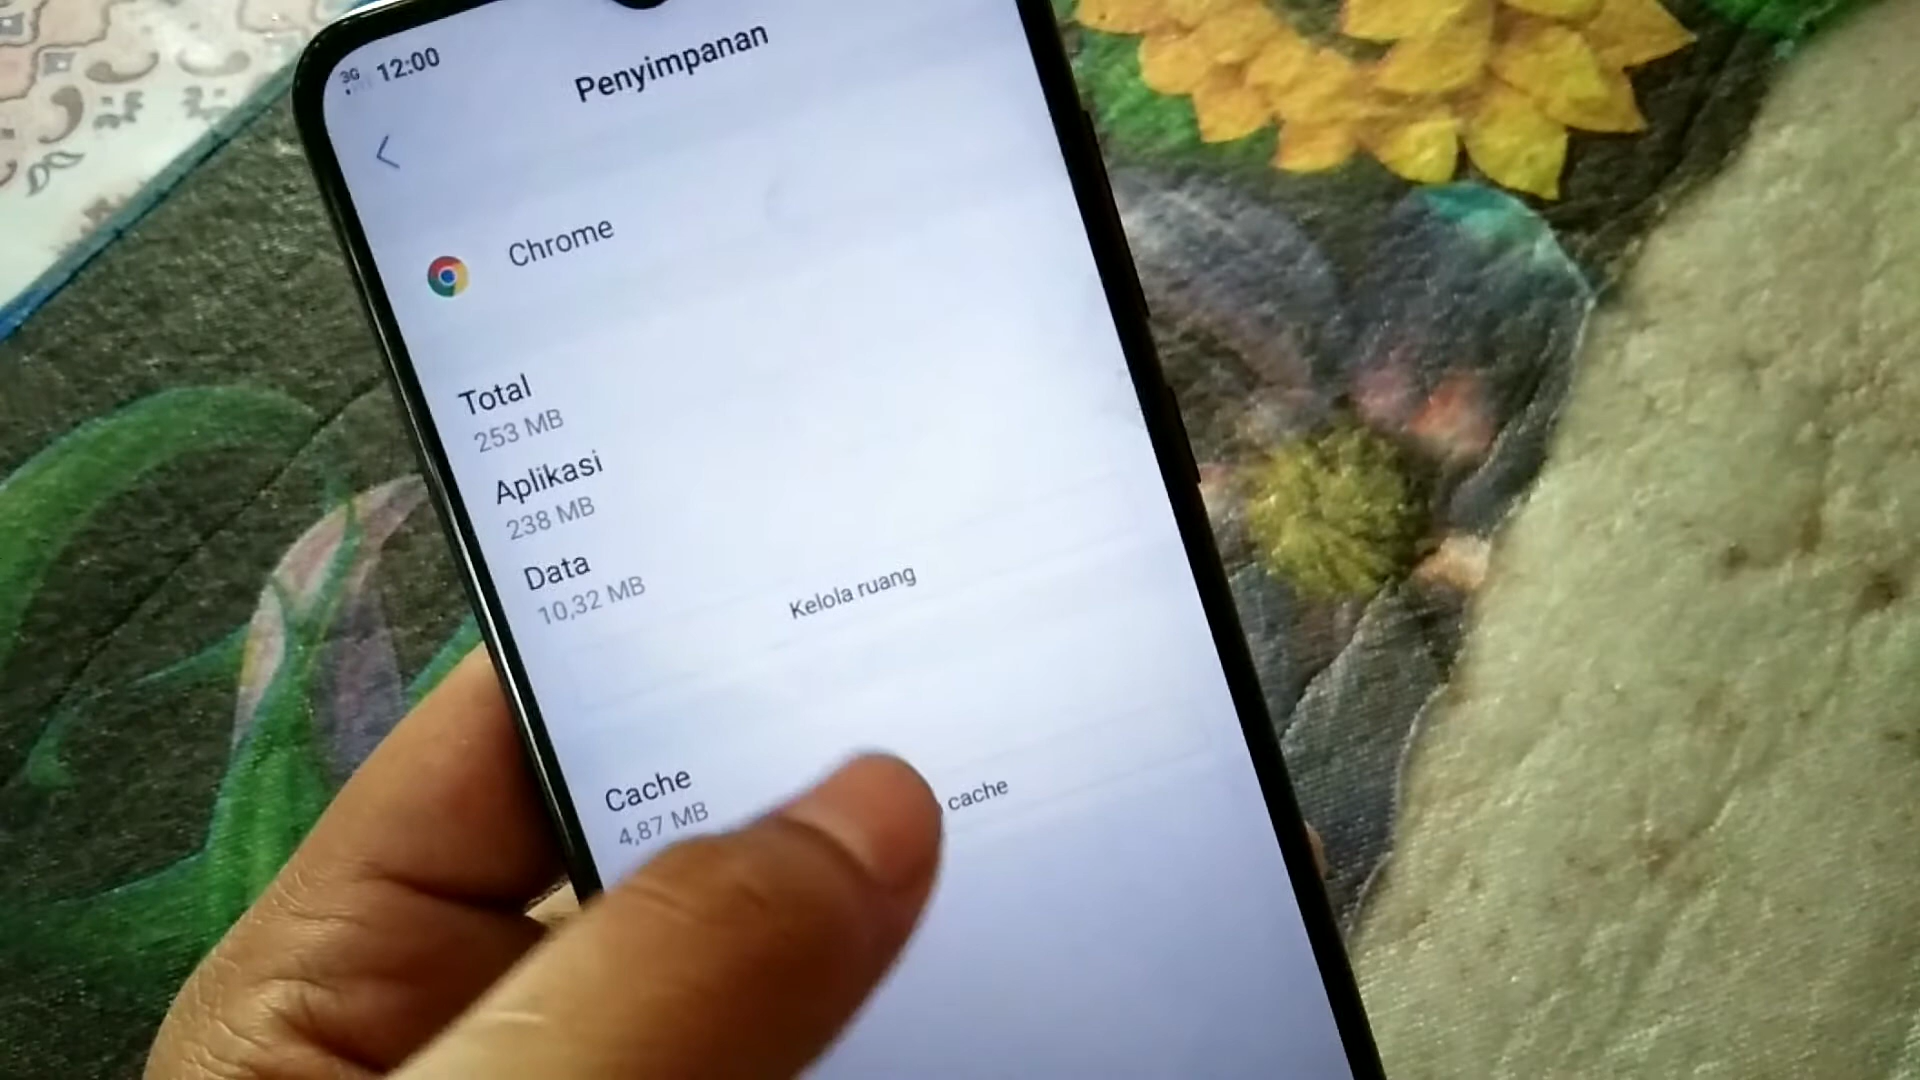 3G 12:00
Penyimpanan
Chrome
Total
253 MB
Aplikasi
238 MB
Data
10,32 MB
Kelola ruang
Cache
4,87 MB
cache